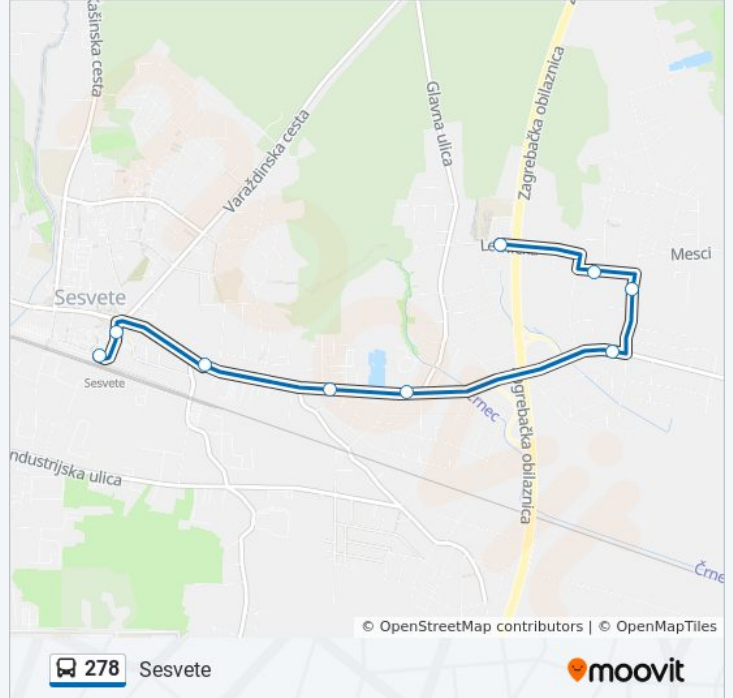 Kašinska cesta
Varaždinska cesta
Glavna ulica
Zagrebačka obilaznica
Mesci
Sesvete
Sesvete
ndustrijska ulica
Zagrebačka obilaznica
Črnec
© OpenStreetMap contributors | © OpenMapTiles
278 Sesvete
moovit